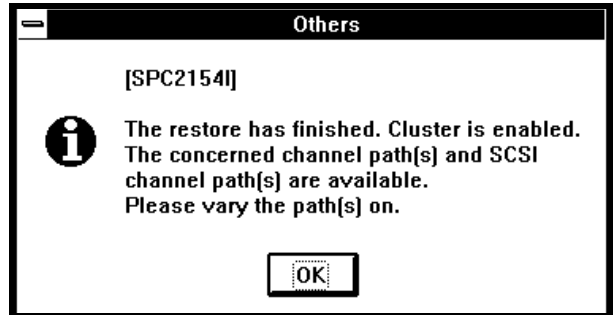 Others
[SPC2154I]
The restore has finished. Cluster is enabled.
The concerned channel path(s) and SCSI
channel path(s) are available.
Please vary the path(s) on.
OK